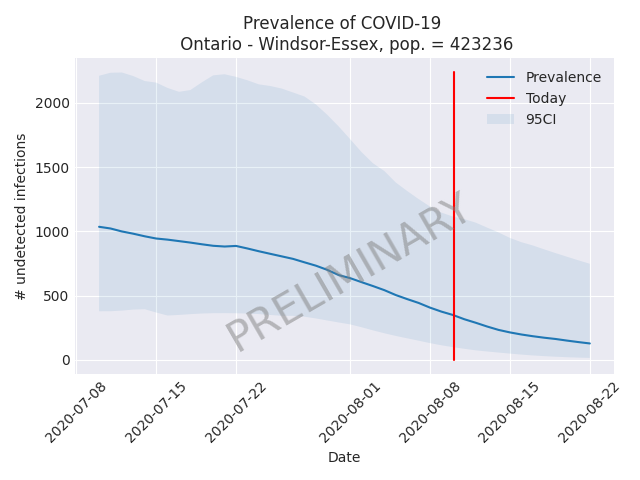 Prevalence of COVID-19
Ontario - Windsor-Essex, pop. = 423236
Prevalence
Today
95CI
2000
1500
1000
500
0
# undetected infections
PRELIMINARY
2020-07-08
2020-07-15
2020-07-22
2020-08-01
2020-08-08
2020-08-15
2020-08-22
Date